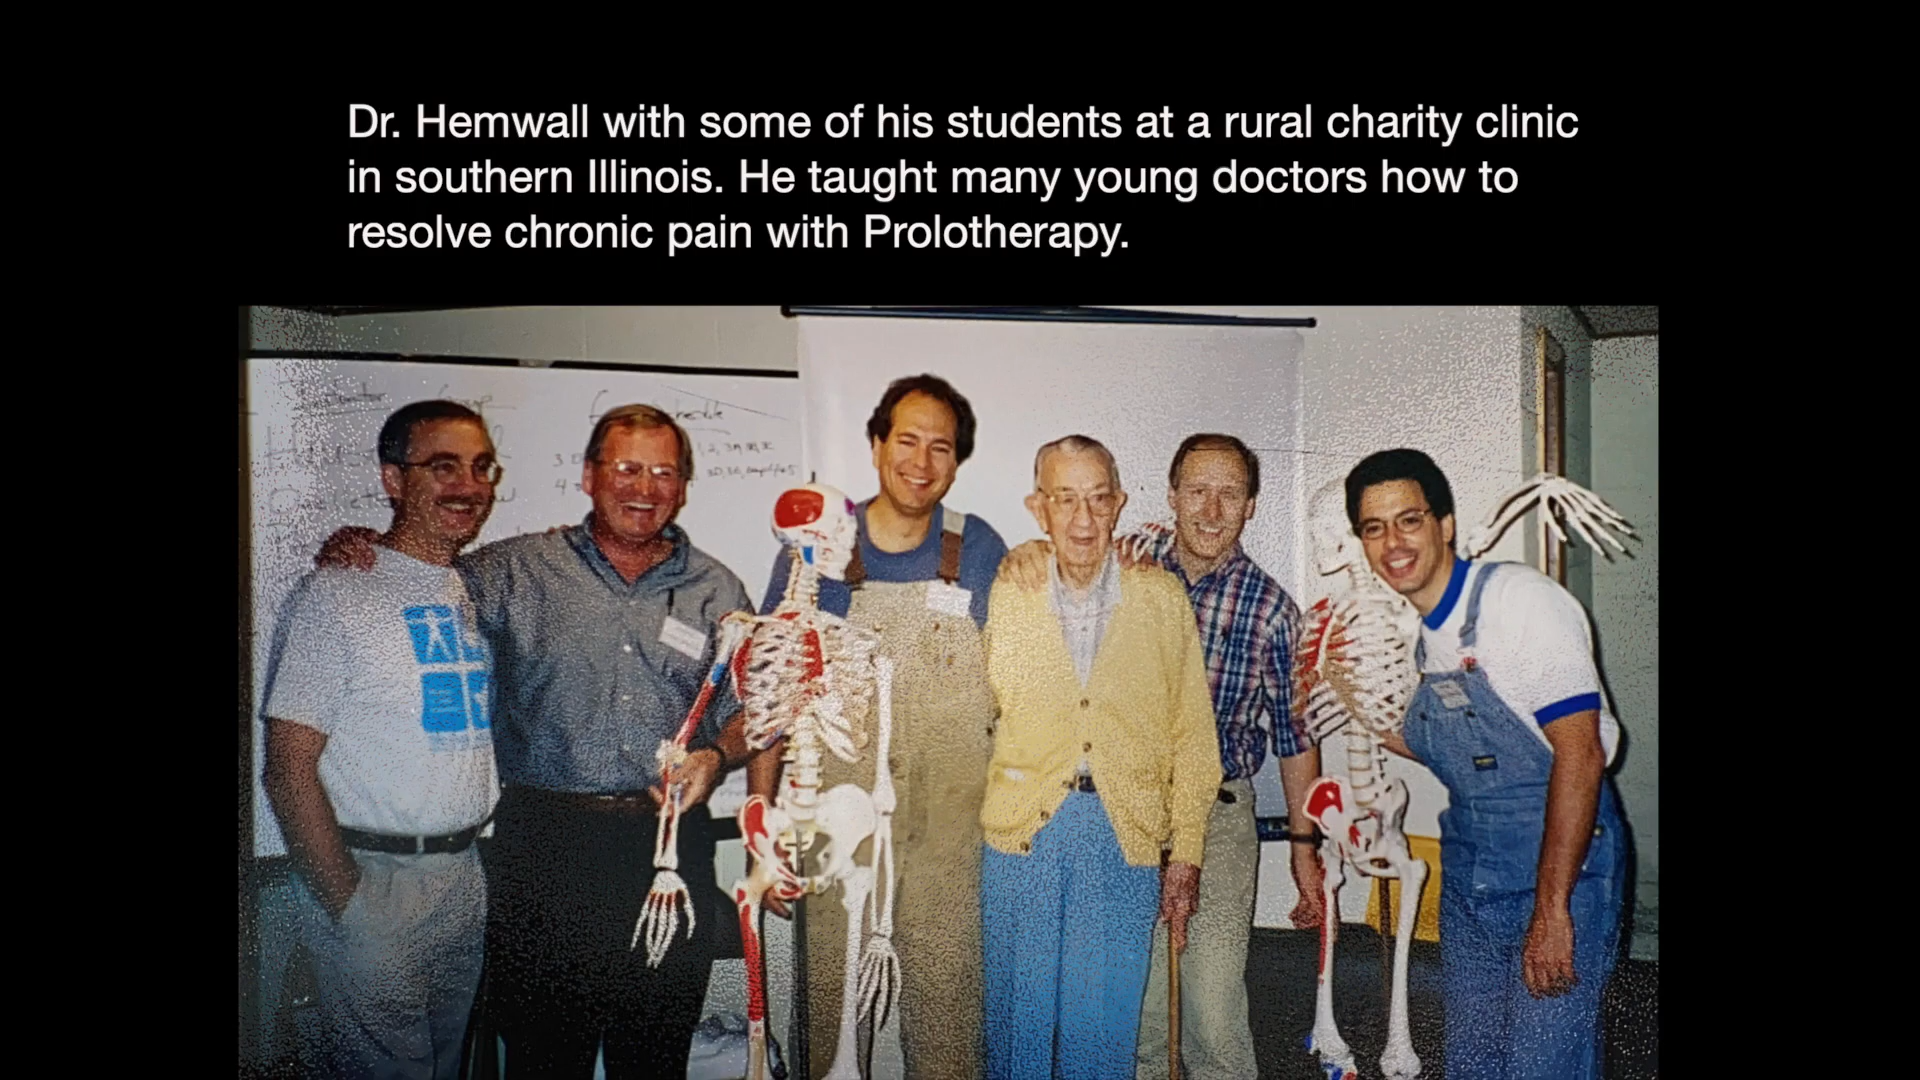 Dr. Hemwall with some of his students at a rural charity clinic
in southern Illinois. He taught many young doctors how to
resolve chronic pain with Prolotherapy.